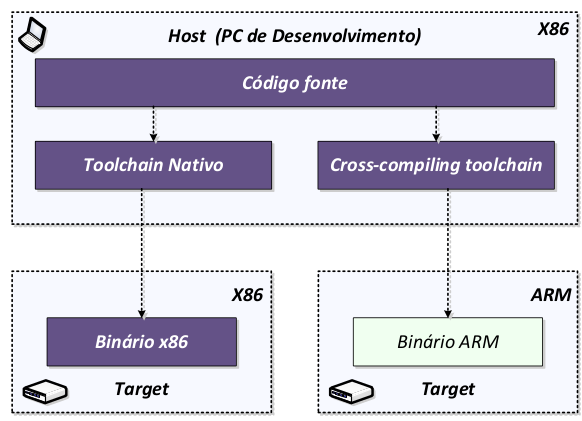 Host (PC de Desenvolvimento)
X86
Código fonte
Toolchain Nativo
Cross-compiling toolchain
X86
Binário x86
Target
ARM
Binário ARM
Target